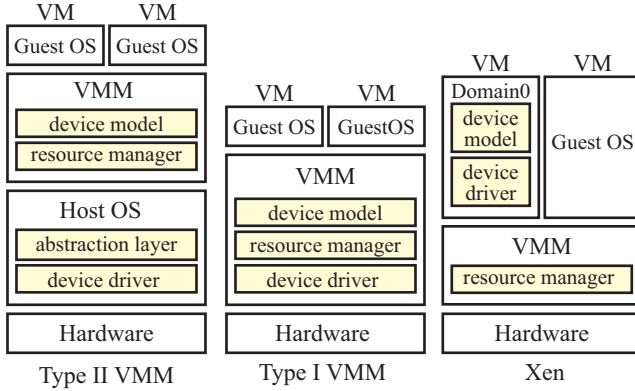 VM VM
Guest OS Guest OS
VMM
device model
resource manager
Host OS
abstraction layer
device driver
Hardware
Type II VMM
VM VM
Guest OS GuestOS
VMM
device model
resource manager
device driver
Hardware
Type I VMM
VM VM
Domain0
device
model
device
driver
Guest OS
VMM
resource manager
Hardware
Xen